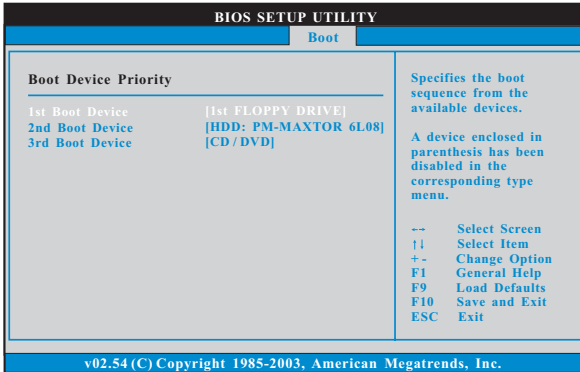 BIOS SETUP UTILITY
Boot
Boot Device Priority
1st Boot Device [1st FLOPPY DRIVE]
2nd Boot Device [HDD: PM-MAXTOR 6L08]
3rd Boot Device [CD/DVD]
Specifies the boot
sequence from the
available devices.
A device enclosed in
parenthesis has been
disabled in the
corresponding type
menu.
←→ Select Screen
↑↓ Select Item
+- Change Option
F1 General Help
F9 Load Defaults
F10 Save and Exit
ESC Exit
v02.54 (C) Copyright 1985-2003, American Megatrends, Inc.